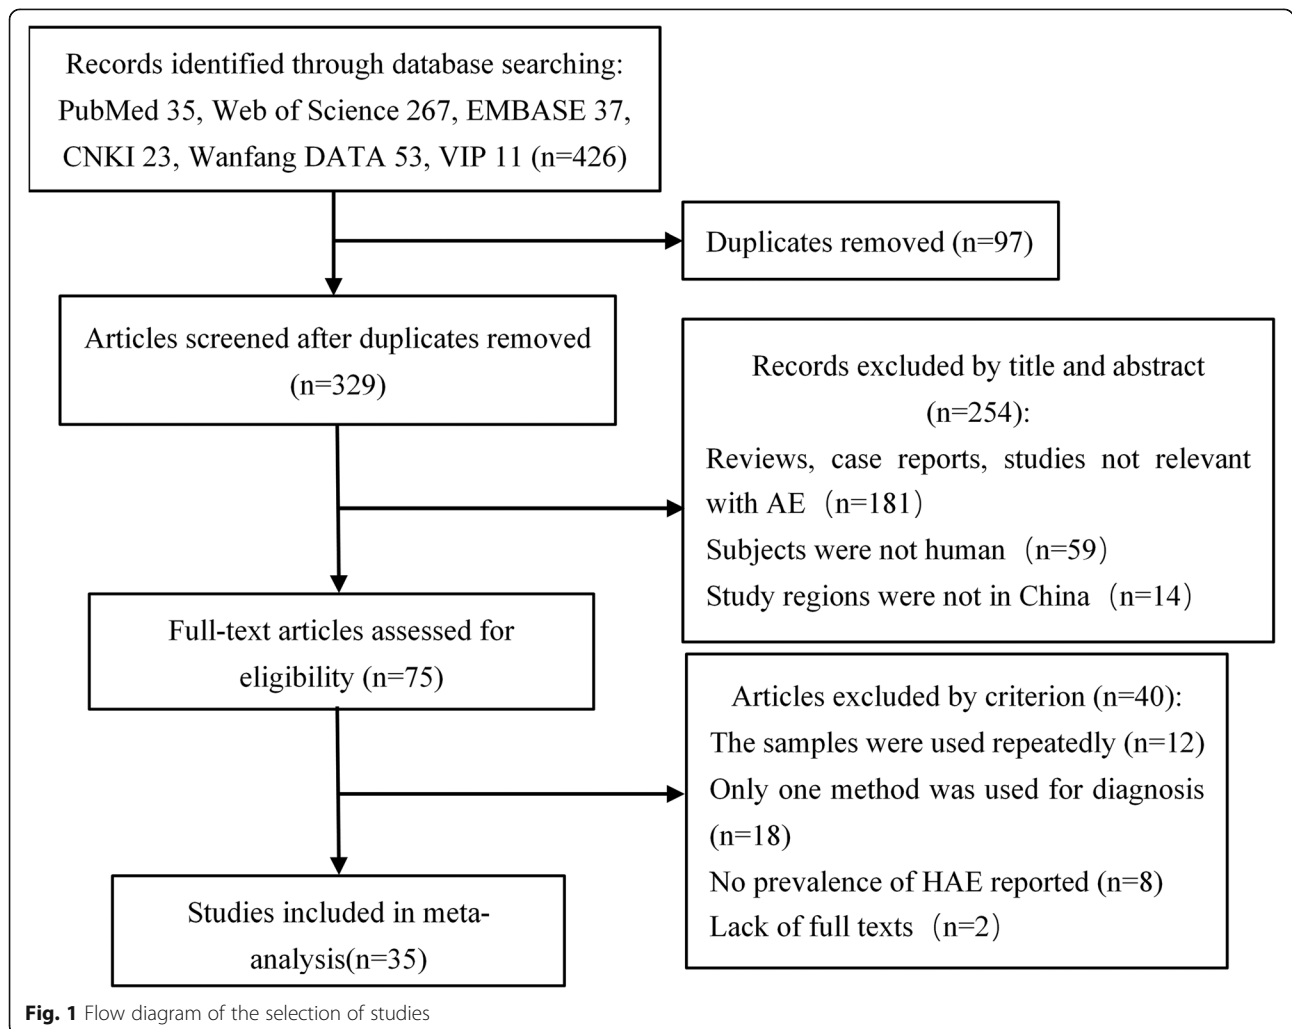 Records identified through database searching:
PubMed 35, Web of Science 267, EMBASE 37,
CNKI 23, Wanfang DATA 53, VIP 11 (n=426)
Duplicates removed (n=97)
Articles screened after duplicates removed
(n=329)
Records excluded by title and abstract
(n=254):
Reviews, case reports, studies not relevant
with AE（n=181）
Subjects were not human（n=59）
Study regions were not in China（n=14）
Full-text articles assessed for
eligibility (n=75)
Articles excluded by criterion (n=40):
The samples were used repeatedly (n=12)
Only one method was used for diagnosis
(n=18)
No prevalence of HAE reported (n=8)
Lack of full texts（n=2）
Studies included in meta-
analysis(n=35)
Fig. 1 Flow diagram of the selection of studies